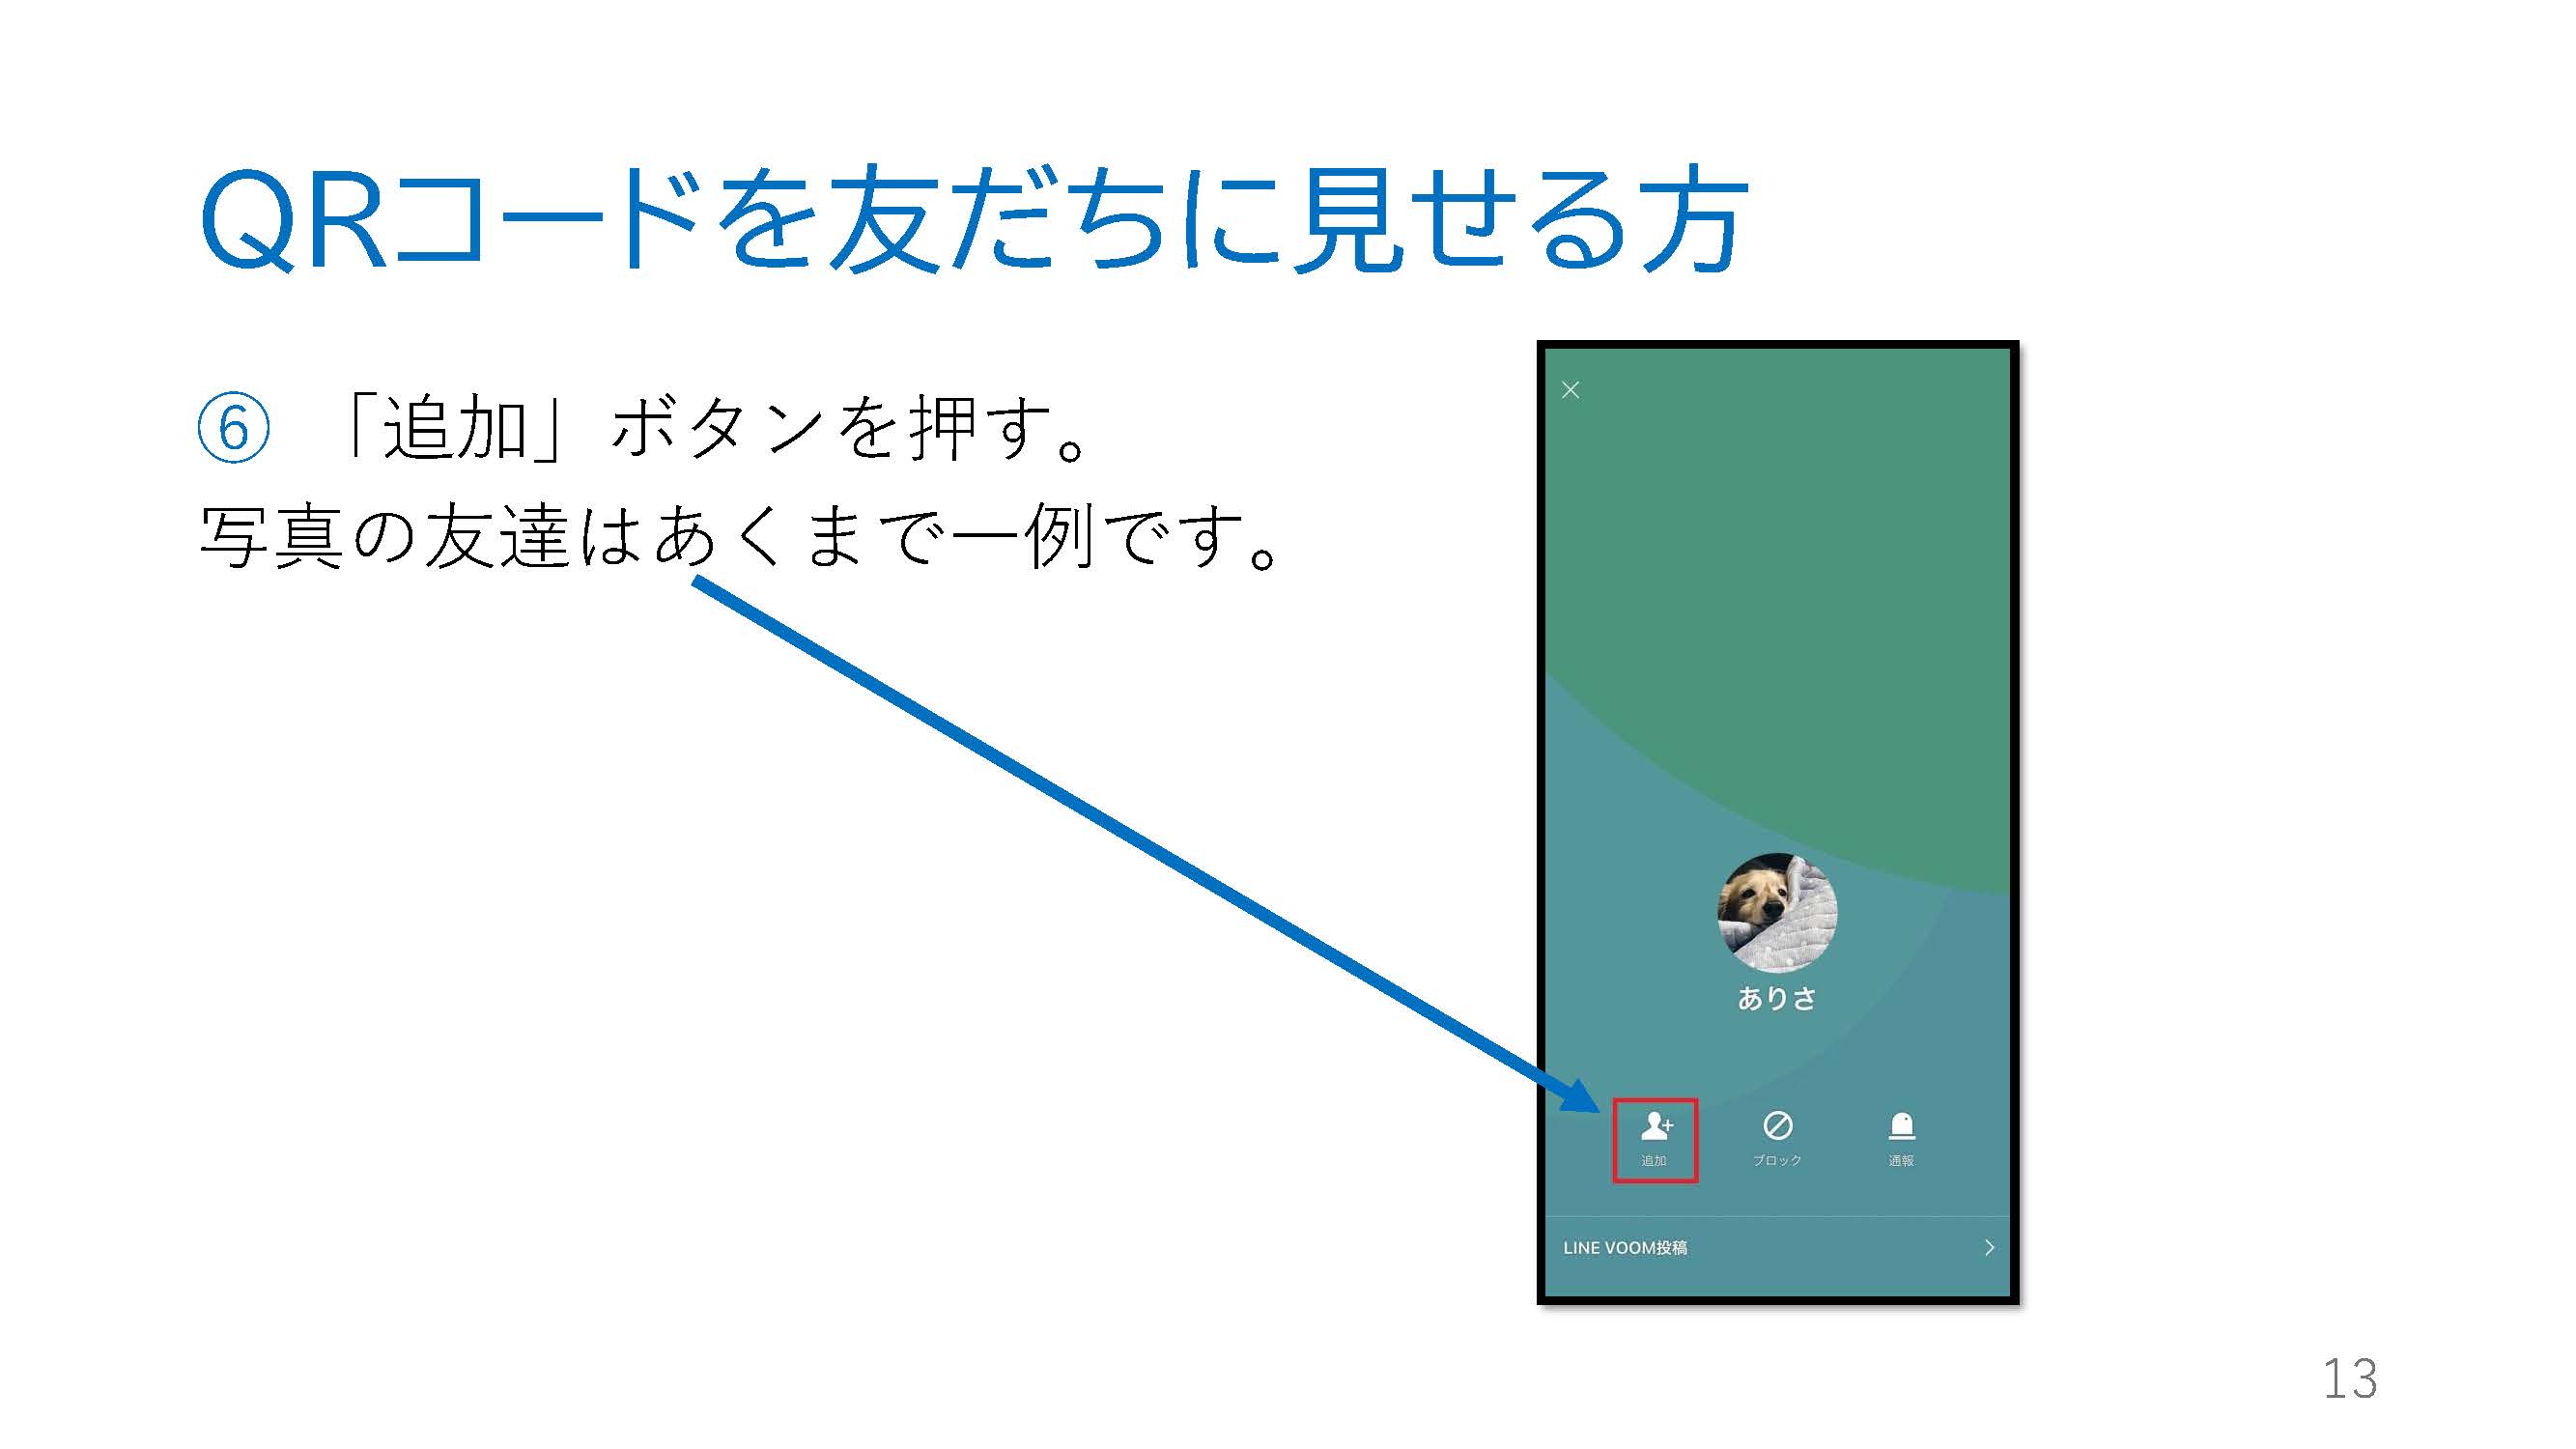 QRコードを友だちに見せる方
⑥ 「追加」ボタンを押す。
写真の友達はあくまで一例です。
ありさ
追加 ブロック 通報
LINE VOOM投稿
13